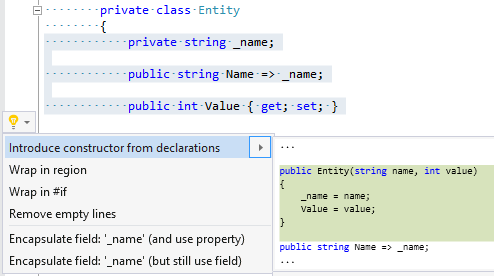 private class Entity
{
private string _name;
public string Name => _name;
public int Value { get; set; }
Introduce constructor from declarations
Wrap in region
Wrap in #if
Remove empty lines
Encapsulate field: '_name' (and use property)
Encapsulate field: '_name' (but still use field)
...
public Entity(string name, int value)
{
_name = name;
Value = value;
}
public string Name => _name;
...